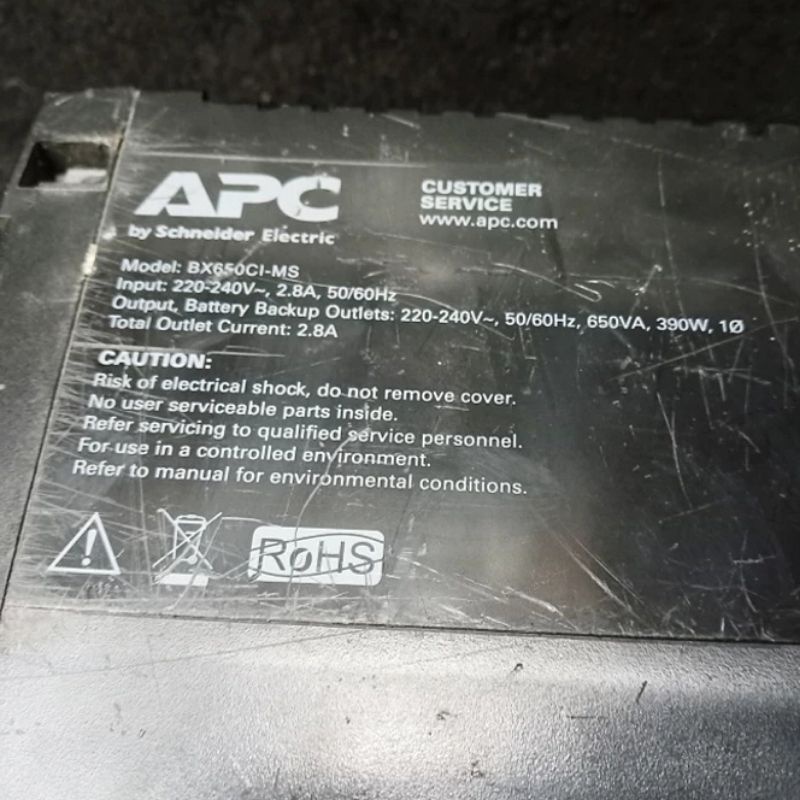 APC
by Schneider Electric
CUSTOMER
SERVICE
www.apc.com
Model: BX650CI-MS
Input: 220-240V~, 2.8A, 50/60Hz
Output, Battery Backup Outlets: 220-240V~, 50/60Hz, 650VA, 390W, 1Ø
Total Outlet Current: 2.8A
CAUTION:
Risk of electrical shock, do not remove cover.
No user serviceable parts inside.
Refer servicing to qualified service personnel.
For use in a controlled environment.
Refer to manual for environmental conditions.
RoHS